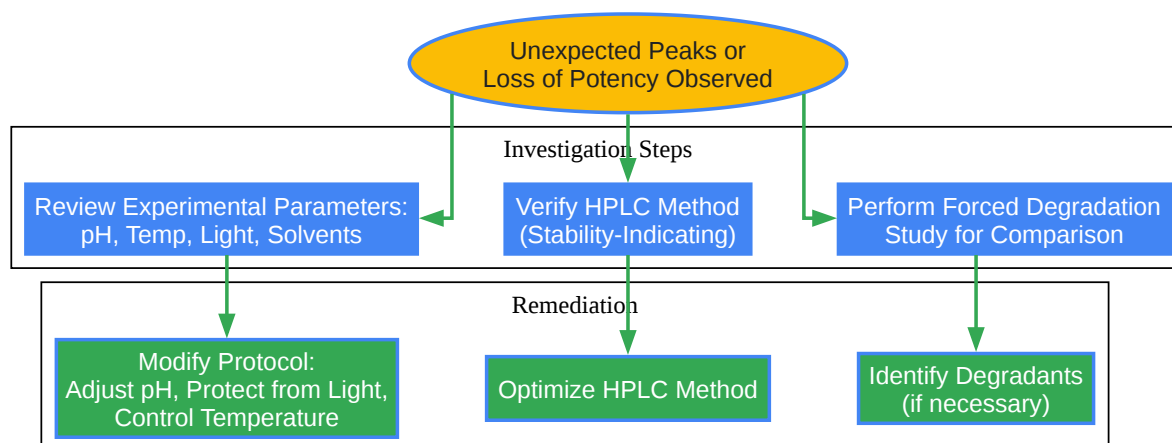 Unexpected Peaks or
Loss of Potency Observed
Investigation Steps
Review Experimental Parameters:
pH, Temp, Light, Solvents
Verify HPLC Method
(Stability-Indicating)
Perform Forced Degradation
Study for Comparison
Remediation
Modify Protocol:
Adjust pH, Protect from Light,
Control Temperature
Optimize HPLC Method
Identify Degradants
(if necessary)